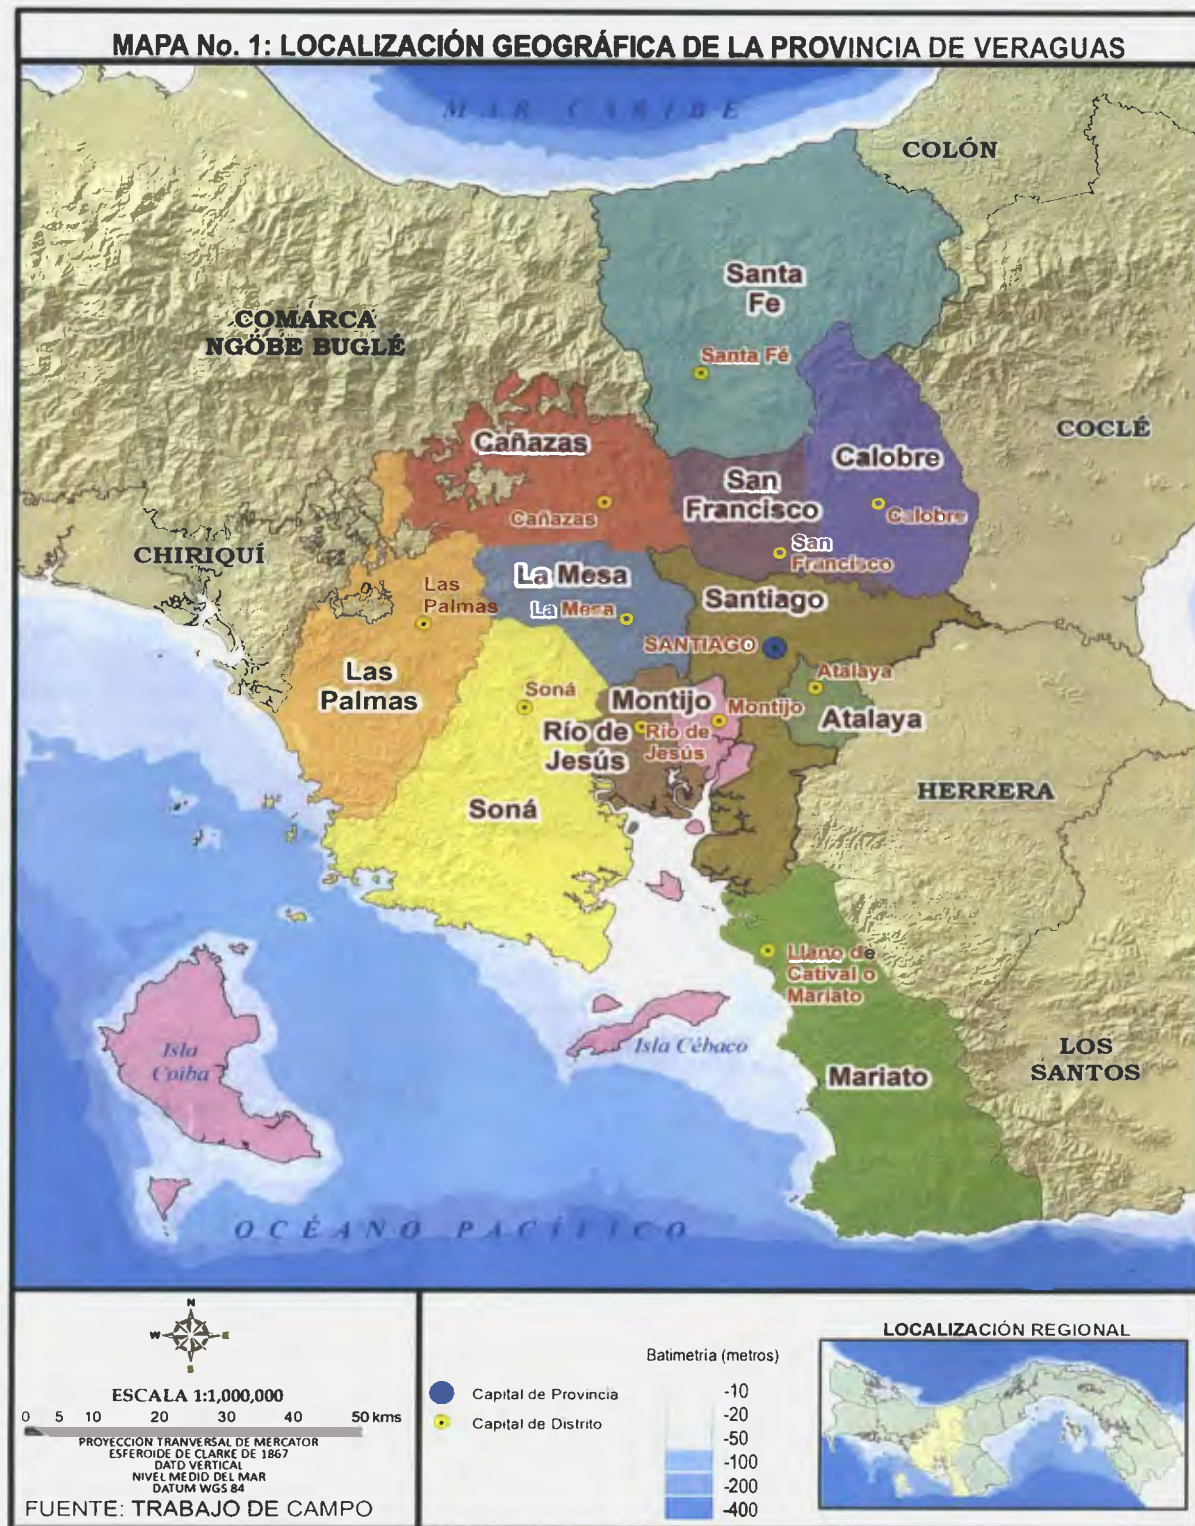 MAPA No. 1: LOCALIZACIÓN GEOGRÁFICA DE LA PROVINCIA DE VERAGUAS
MAR CARIBE
COLÓN
Santa
Fe
COMARCA
NGÖBE BUGLÉ
Santa Fé
COCLÉ
Cañazas
Calobre
San
Francisco
Cañazas
Calobre
San
Francisco
CHIRIQUÍ
La Mesa
Las
Palmas
La Mesa
Santiago
SANTIAGO
Las
Palmas
Atalaya
Soná
Montijo
Montijo
Atalaya
Río de
Jesús
Río de
Jesús
HERRERA
Soná
Llano de
Catival o
Mariato
Isla
Coiba
Isla Cébaco
LOS
SANTOS
Mariato
OCÉANO PACÍFICO
N
W E
S
ESCALA 1:1,000,000
0 5 10 20 30 40 50 kms
PROYECCIÓN TRANVERSAL DE MERCATOR
ESFEROIDE DE CLARKE DE 1867
DATO VERTICAL
NIVEL MEDIO DEL MAR
DATUM WGS 84
FUENTE: TRABAJO DE CAMPO
Capital de Provincia
Capital de Distrito
Batimetria (metros)
-10
-20
-50
-100
-200
-400
LOCALIZACIÓN REGIONAL